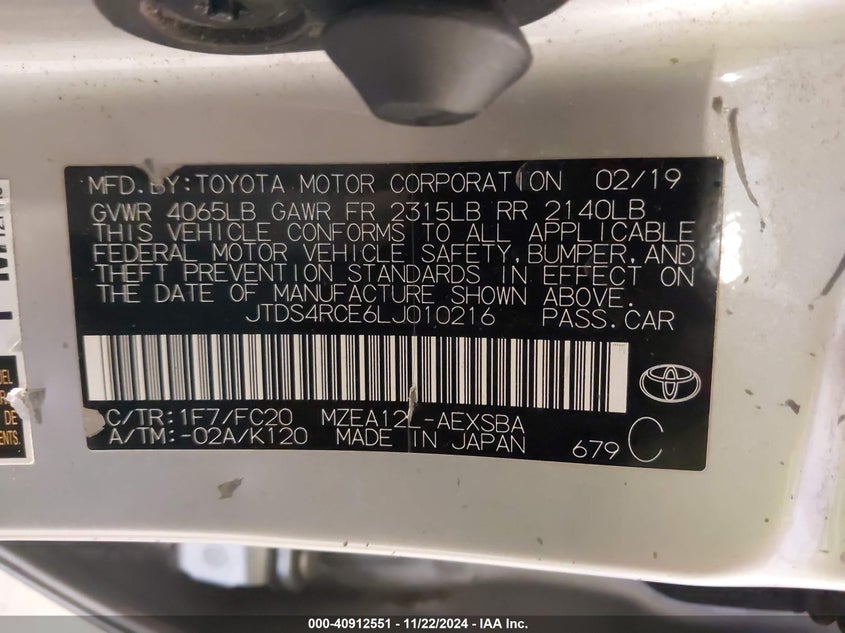 MFD.BY:TOYOTA MOTOR CORPORATION 02/19
GVWR 4065LB GAWR FR 2315LB RR 2140LB
THIS VEHICLE CONFORMS TO ALL APPLICABLE
FEDERAL MOTOR VEHICLE SAFETY,BUMPER,AND
THEFT PREVENTION STANDARDS IN EFFECT ON
THE DATE OF MANUFACTURE SHOWN ABOVE.
JTDS4RCE6LJ010216 PASS.CAR
C/TR:1F7/FC20 MZEA12L-AEXSBA
A/TM:-02A/K120 MADE IN JAPAN 679 C
DE
000-40912551 - 11/22/2024 - IAA Inc.